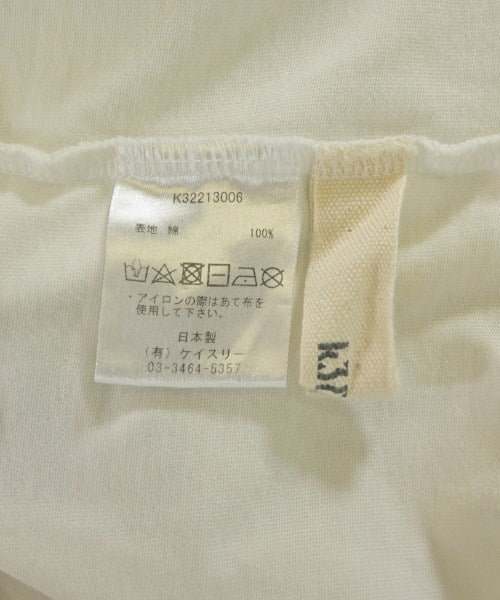 K32213006
表地 綿 100%
・アイロンの際はあて布を
使用して下さい。
日本製
(有) ケイスリー
03-3464-5357
k3